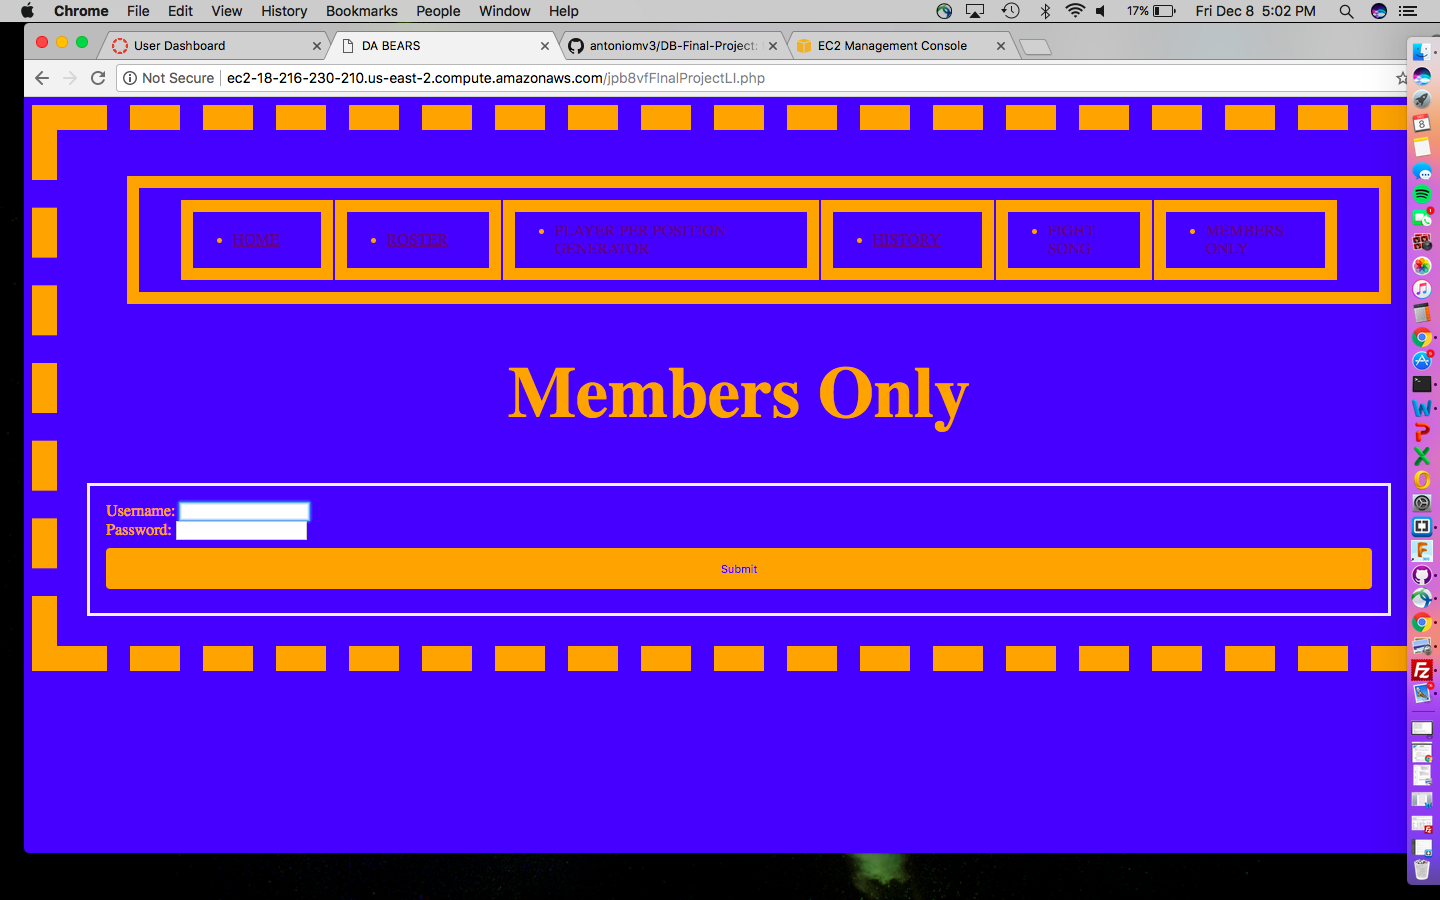 Chrome File Edit View History Bookmarks People Window Help 17% Fri Dec 8 5:02 PM
User Dashboard DA BEARS antoniomv3/DB-Final-Project: EC2 Management Console
Not Secure ec2-18-216-230-210.us-east-2.compute.amazonaws.com/jpb8vfFInalProjectLI.php
HOME
ROSTER
PLAYER PER POSITION
GENERATOR
HISTORY
FIGHT
SONG
MEMBERS
ONLY
Members Only
Username:
Password:
Submit